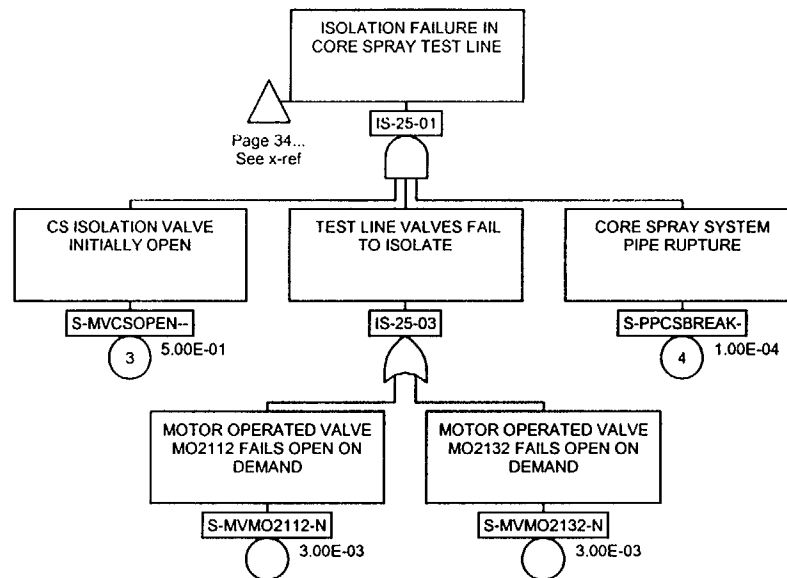 ISOLATION FAILURE IN
CORE SPRAY TEST LINE
IS-25-01
Page 34...
See x-ref
CS ISOLATION VALVE
INITIALLY OPEN
TEST LINE VALVES FAIL
TO ISOLATE
CORE SPRAY SYSTEM
PIPE RUPTURE
S-MVCSOPEN--
IS-25-03
S-PPCSBREAK-
3
5.00E-01
4
1.00E-04
MOTOR OPERATED VALVE
MO2112 FAILS OPEN ON
DEMAND
MOTOR OPERATED VALVE
MO2132 FAILS OPEN ON
DEMAND
S-MVMO2112-N
S-MVMO2132-N
3.00E-03
3.00E-03